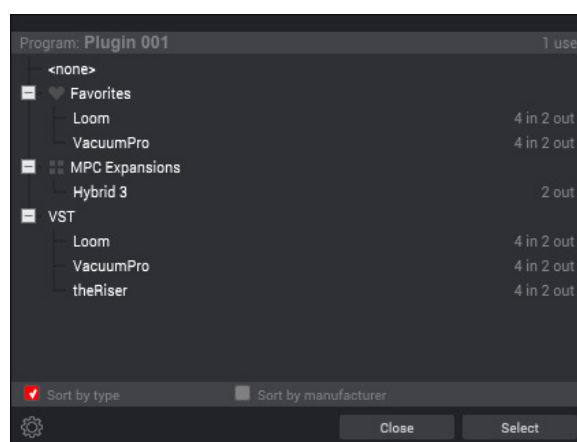 Program: Plugin 001 1 use
<none>
Favorites
Loom 4 in 2 out
VacuumPro 4 in 2 out
MPC Expansions
Hybrid 3 2 out
VST
Loom 4 in 2 out
VacuumPro 4 in 2 out
theRiser 4 in 2 out
Sort by type Sort by manufacturer
Close Select